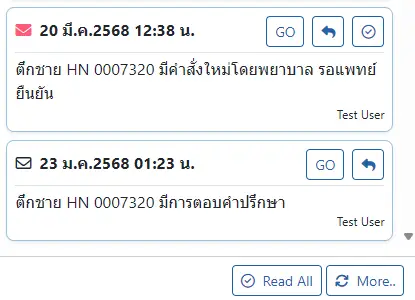 20 มี.ค.2568 12:38 น. GO
ตึกชาย HN 0007320 มีคำสั่งใหม่โดยพยาบาล รอแพทย์
ยืนยัน
Test User
23 ม.ค.2568 01:23 น. GO
ตึกชาย HN 0007320 มีการตอบคำปรึกษา
Test User
Read All More..